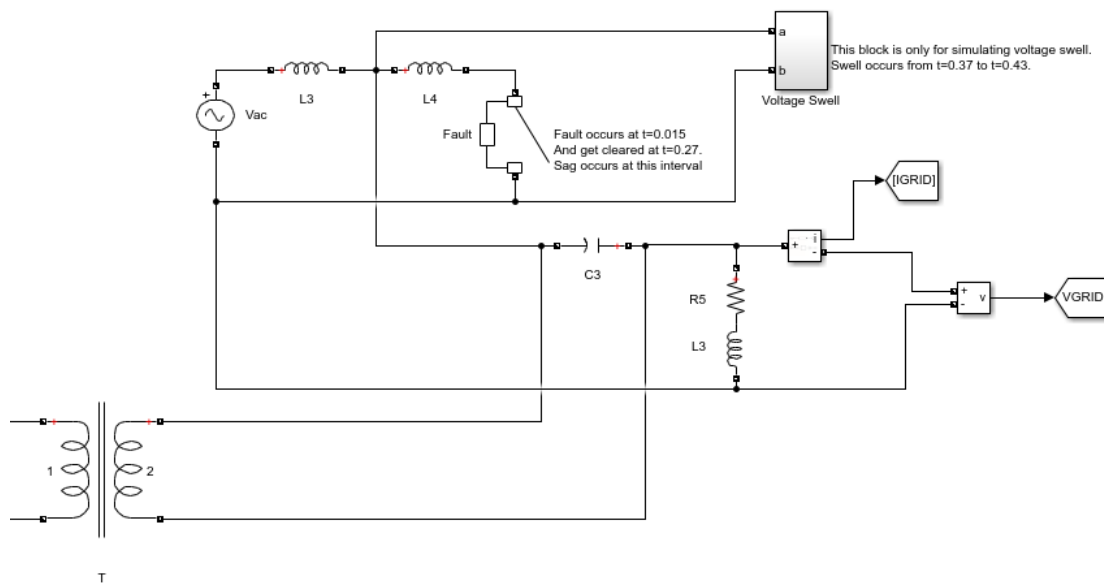 a
This block is only for simulating voltage swell.
b
Swell occurs from t=0.37 to t=0.43.
Voltage Swell
L3
L4
+
Vac
Fault
Fault occurs at t=0.015
And get cleared at t=0.27.
Sag occurs at this interval
[IGRID]
+
i
-
C3
R5
+
-
v
VGRID
L3
1
2
T